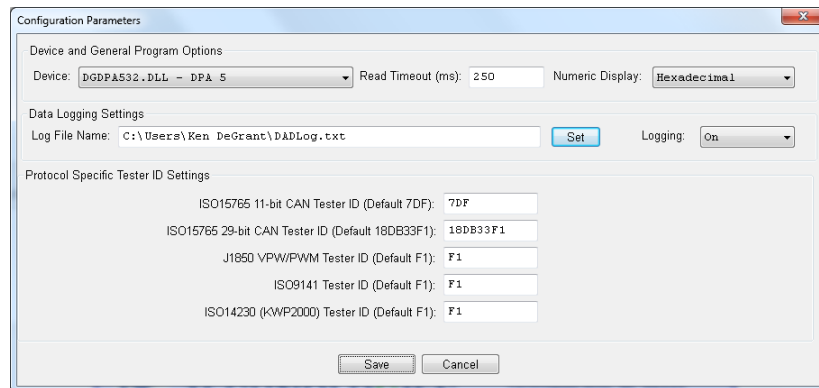 Configuration Parameters
Device and General Program Options
Device: DGDPA532.DLL - DPA 5 Read Timeout (ms): 250 Numeric Display: Hexadecimal
Data Logging Settings
Log File Name: C:\Users\Ken DeGrant\DADLog.txt Set Logging: On
Protocol Specific Tester ID Settings
ISO15765 11-bit CAN Tester ID (Default 7DF): 7DF
ISO15765 29-bit CAN Tester ID (Default 18DB33F1): 18DB33F1
J1850 VPW/PWM Tester ID (Default F1): F1
ISO9141 Tester ID (Default F1): F1
ISO14230 (KWP2000) Tester ID (Default F1): F1
Save Cancel